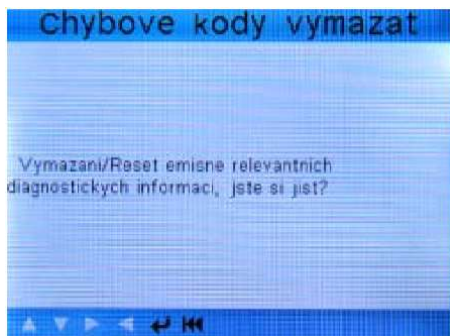 Chybove kody vymazat
Vymazani/Reset emisne relevantnich
diagnostickych informaci, jste si jist?